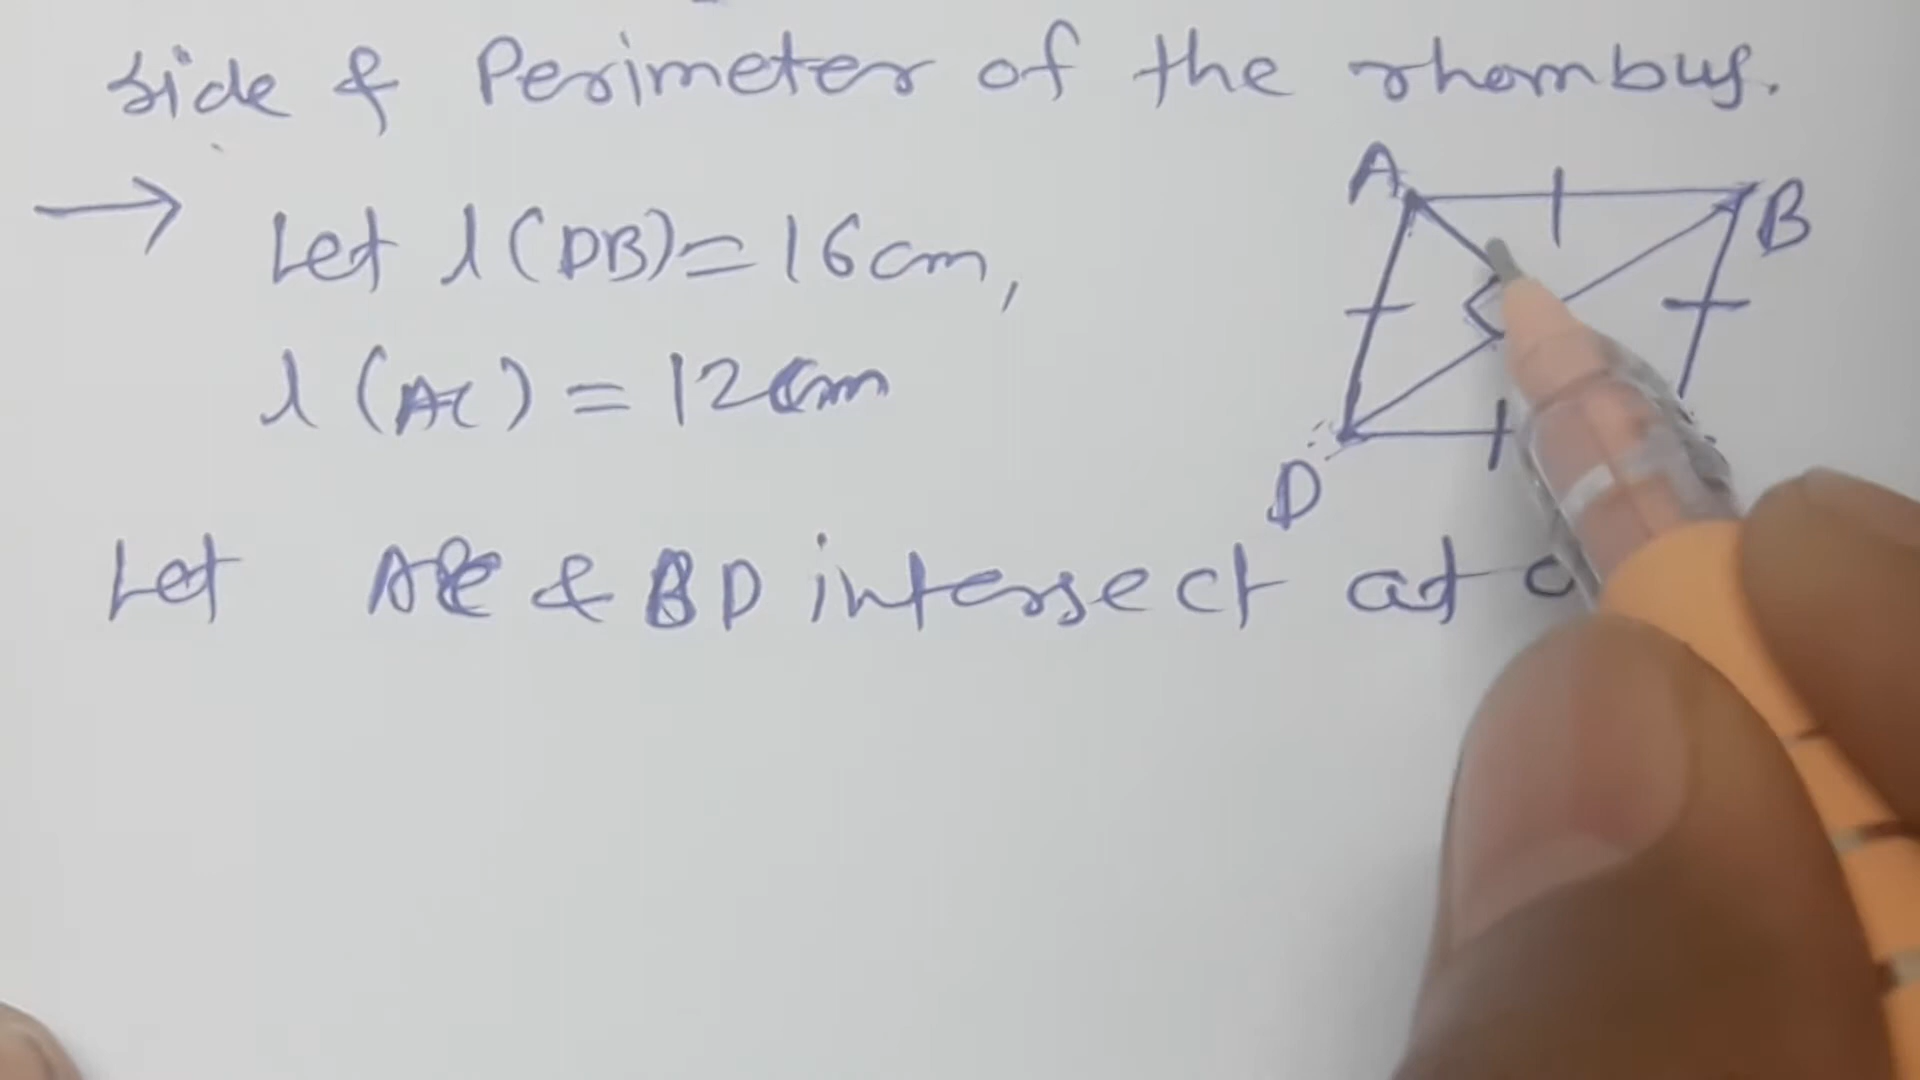 side & Perimeter of the rhombus.
→ Let l(DB) = 16cm,
l(AC) = 12cm
A
B
D
Let AC & BD intersect at